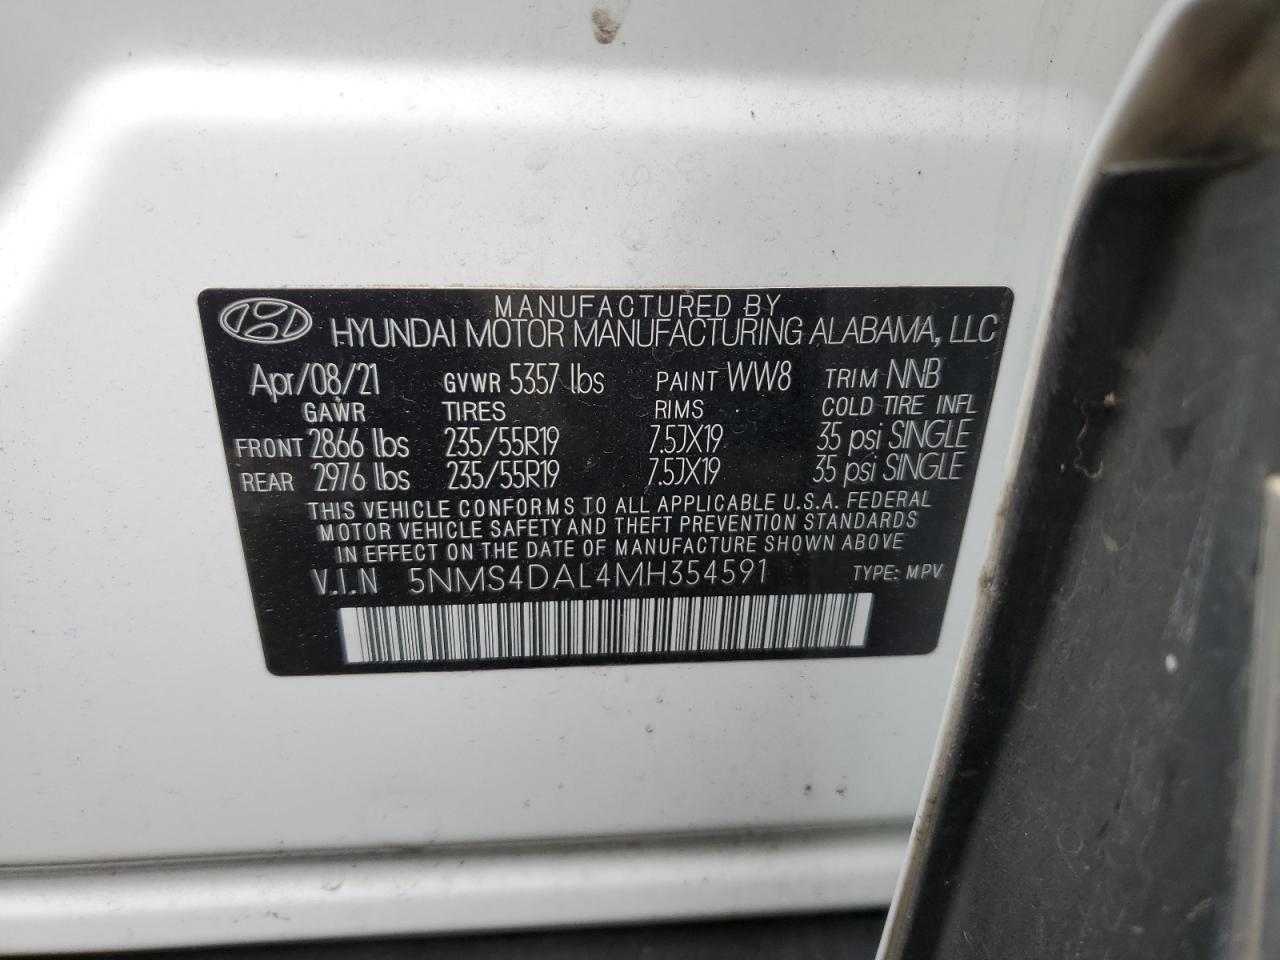 MANUFACTURED BY
HYUNDAI MOTOR MANUFACTURING ALABAMA, LLC
Apr/08/21 GVWR 5357 lbs PAINT WW8 TRIM NNB
GAWR TIRES RIMS COLD TIRE INFL
FRONT 2866 lbs 235/55R19 7.5JX19 35 psi SINGLE
REAR 2976 lbs 235/55R19 7.5JX19 35 psi SINGLE
THIS VEHICLE CONFORMS TO ALL APPLICABLE U.S.A. FEDERAL
MOTOR VEHICLE SAFETY AND THEFT PREVENTION STANDARDS
IN EFFECT ON THE DATE OF MANUFACTURE SHOWN ABOVE
V.I.N 5NMS4DAL4MH354591 TYPE: MPV